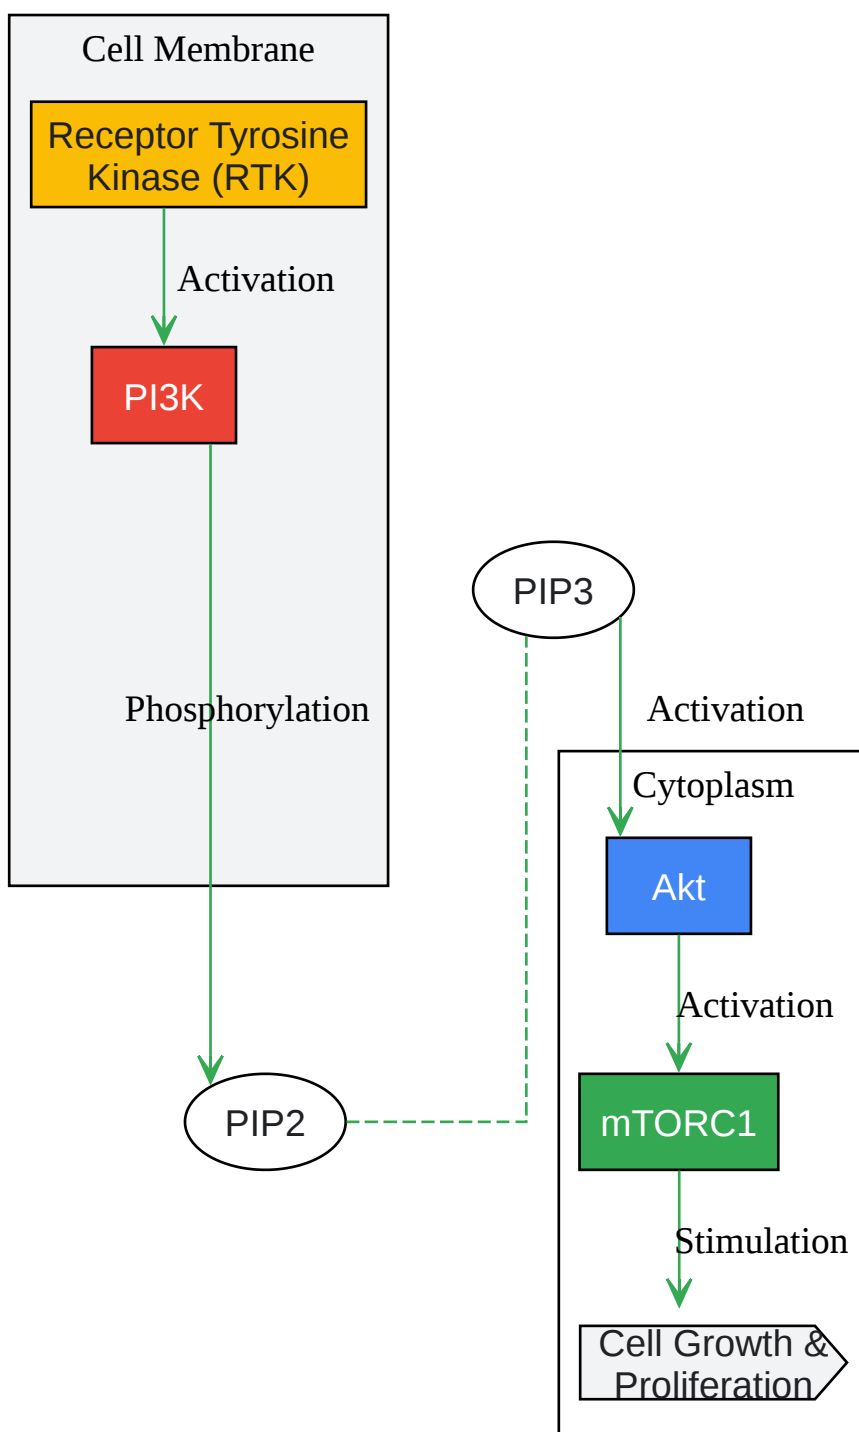 Cell Membrane
Receptor Tyrosine
Kinase (RTK)
Activation
PI3K
PIP3
Phosphorylation
Activation
Cytoplasm
Akt
Activation
PIP2
mTORC1
Stimulation
Cell Growth &
Proliferation